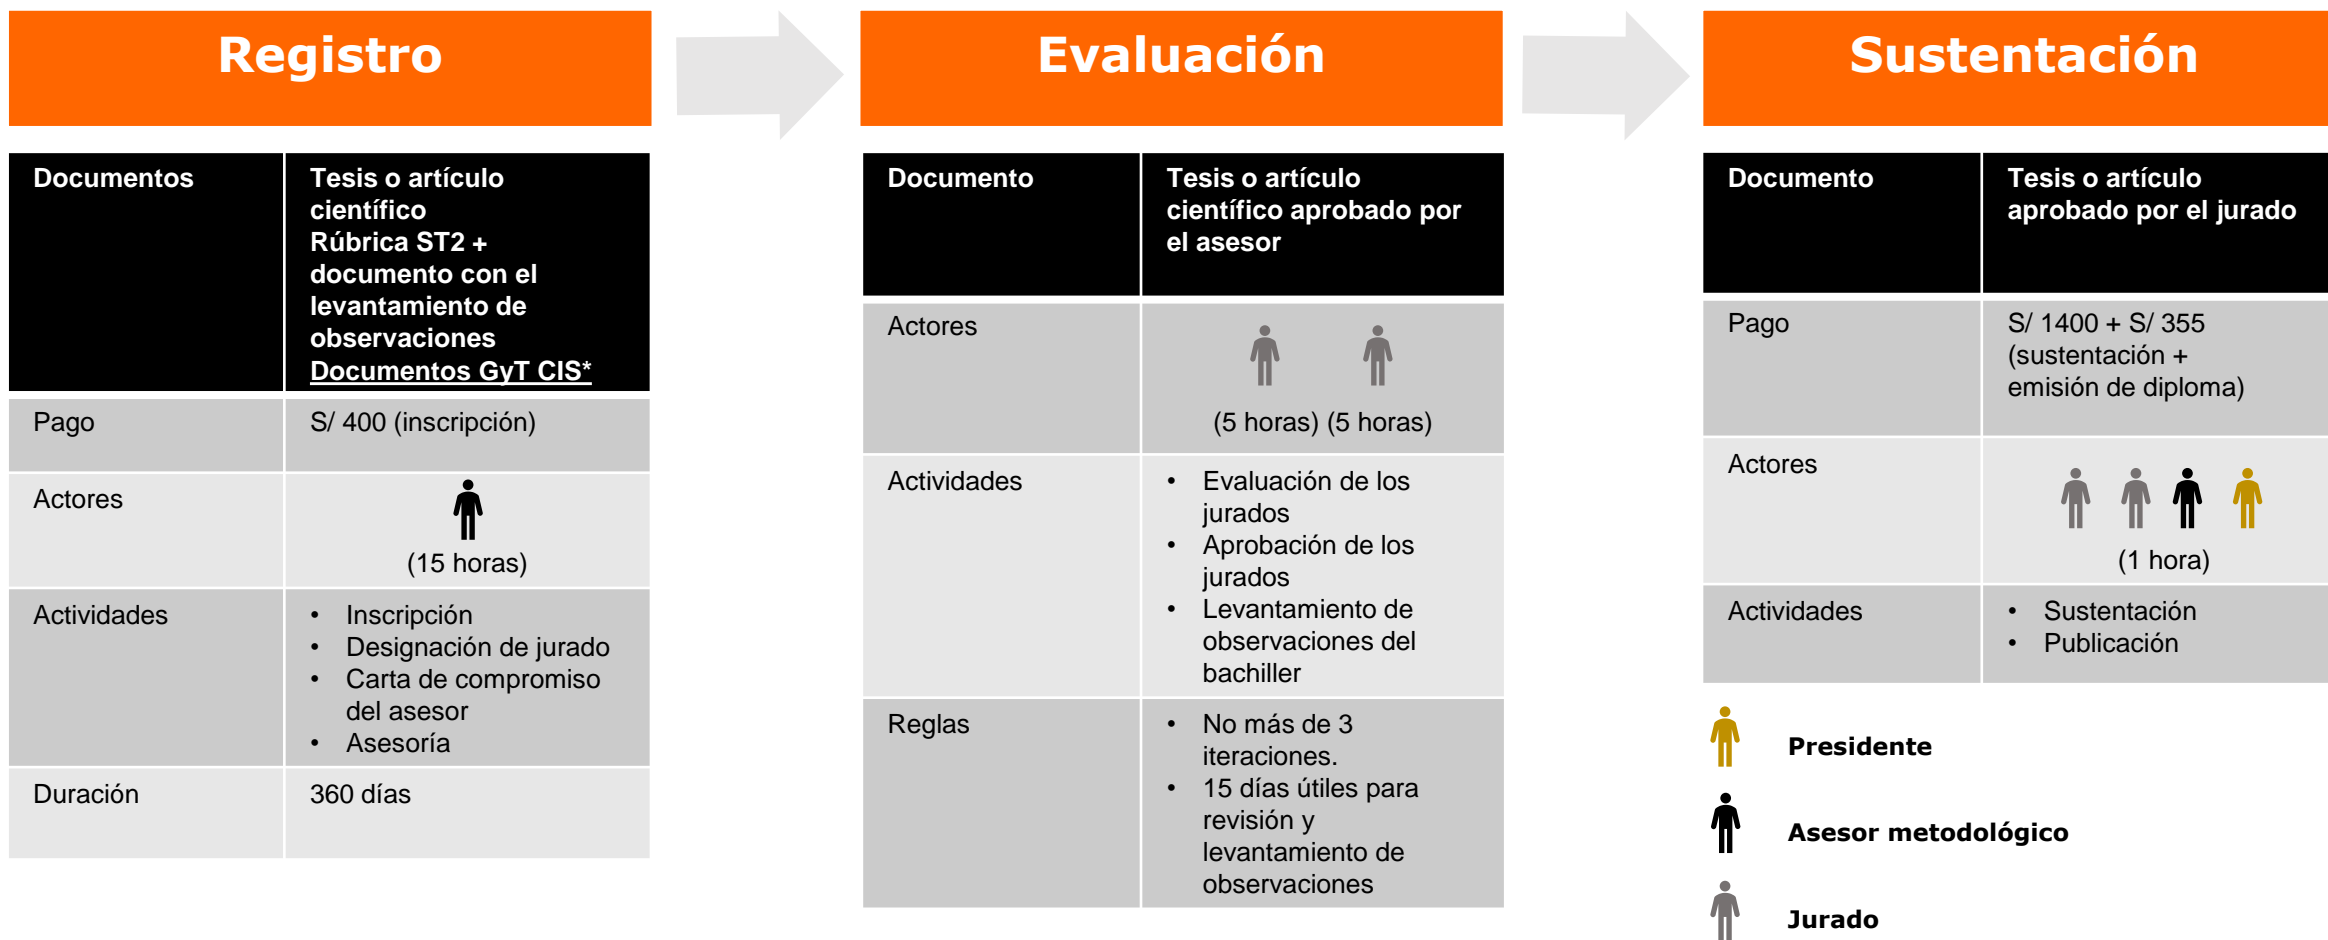 Registro
Documentos
Tesis o artículo
científico
Rúbrica ST2 +
documento con el
levantamiento de
observaciones
Documentos GyT CIS*
Pago
S/ 400 (inscripción)
Actores
(15 horas)
Actividades
• Inscripción
• Designación de jurado
• Carta de compromiso
del asesor
• Asesoría
Duración
360 días
Evaluación
Documento
Tesis o artículo
científico aprobado por
el asesor
Actores
(5 horas) (5 horas)
Actividades
• Evaluación de los
jurados
• Aprobación de los
jurados
• Levantamiento de
observaciones del
bachiller
Reglas
• No más de 3
iteraciones.
• 15 días útiles para
revisión y
levantamiento de
observaciones
Sustentación
Documento
Tesis o artículo
aprobado por el jurado
Pago
S/ 1400 + S/ 355
(sustentación +
emisión de diploma)
Actores
(1 hora)
Actividades
• Sustentación
• Publicación
Presidente
Asesor metodológico
Jurado